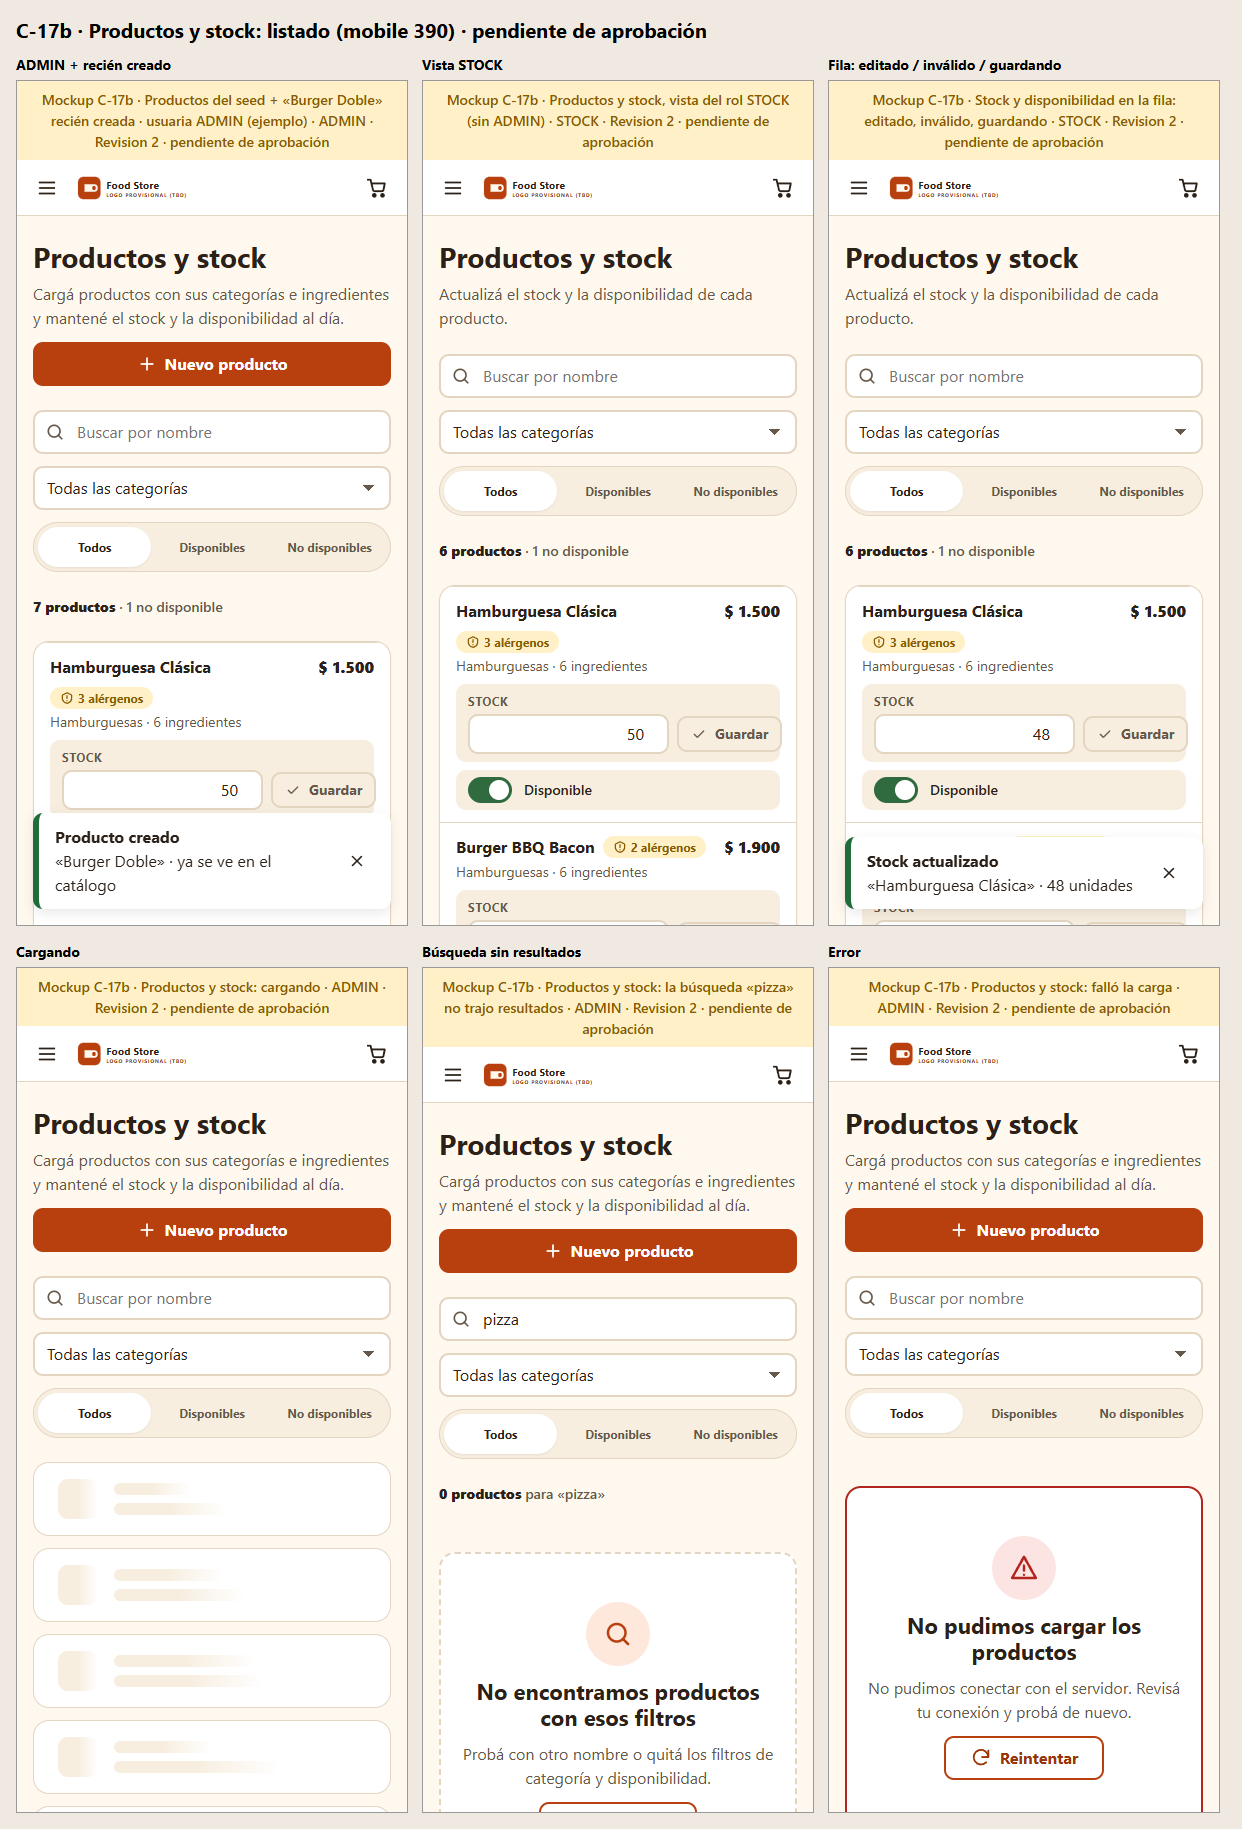 C-17b · Productos y stock: listado (mobile 390) · pendiente de aprobación
ADMIN + recién creado
Mockup C-17b · Productos del seed + «Burger Doble»
recién creada · usuaria ADMIN (ejemplo) · ADMIN ·
Revision 2 · pendiente de aprobación
Food Store
LOGO PROVISIONAL (TBD)
Productos y stock
Cargá productos con sus categorías e ingredientes
y mantené el stock y la disponibilidad al día.
Nuevo producto
Buscar por nombre
Todas las categorías
Todos
Disponibles
No disponibles
7 productos · 1 no disponible
Hamburguesa Clásica
$ 1.500
3 alérgenos
Hamburguesas · 6 ingredientes
STOCK
50
Guardar
Producto creado
«Burger Doble» · ya se ve en el
catálogo
Vista STOCK
Mockup C-17b · Productos y stock, vista del rol STOCK
(sin ADMIN) · STOCK · Revision 2 · pendiente de
aprobación
Food Store
LOGO PROVISIONAL (TBD)
Productos y stock
Actualizá el stock y la disponibilidad de cada
producto.
Buscar por nombre
Todas las categorías
Todos
Disponibles
No disponibles
6 productos · 1 no disponible
Hamburguesa Clásica
$ 1.500
3 alérgenos
Hamburguesas · 6 ingredientes
STOCK
50
Guardar
Disponible
Burger BBQ Bacon
2 alérgenos
$ 1.900
Hamburguesas · 6 ingredientes
STOCK
Fila: editado / inválido / guardando
Mockup C-17b · Stock y disponibilidad en la fila:
editado, inválido, guardando · STOCK · Revision 2 ·
pendiente de aprobación
Food Store
LOGO PROVISIONAL (TBD)
Productos y stock
Actualizá el stock y la disponibilidad de cada
producto.
Buscar por nombre
Todas las categorías
Todos
Disponibles
No disponibles
6 productos · 1 no disponible
Hamburguesa Clásica
$ 1.500
3 alérgenos
Hamburguesas · 6 ingredientes
STOCK
48
Guardar
Disponible
Stock actualizado
«Hamburguesa Clásica» · 48 unidades
STOCK
Cargando
Mockup C-17b · Productos y stock: cargando · ADMIN ·
Revision 2 · pendiente de aprobación
Food Store
LOGO PROVISIONAL (TBD)
Productos y stock
Cargá productos con sus categorías e ingredientes
y mantené el stock y la disponibilidad al día.
Nuevo producto
Buscar por nombre
Todas las categorías
Todos
Disponibles
No disponibles
Búsqueda sin resultados
Mockup C-17b · Productos y stock: la búsqueda «pizza»
no trajo resultados · ADMIN · Revision 2 · pendiente de
aprobación
Food Store
LOGO PROVISIONAL (TBD)
Productos y stock
Cargá productos con sus categorías e ingredientes
y mantené el stock y la disponibilidad al día.
Nuevo producto
pizza
Todas las categorías
Todos
Disponibles
No disponibles
0 productos para «pizza»
No encontramos productos
con esos filtros
Probá con otro nombre o quitá los filtros de
categoría y disponibilidad.
Error
Mockup C-17b · Productos y stock: falló la carga ·
ADMIN · Revision 2 · pendiente de aprobación
Food Store
LOGO PROVISIONAL (TBD)
Productos y stock
Cargá productos con sus categorías e ingredientes
y mantené el stock y la disponibilidad al día.
Nuevo producto
Buscar por nombre
Todas las categorías
Todos
Disponibles
No disponibles
No pudimos cargar los
productos
No pudimos conectar con el servidor. Revisá
tu conexión y probá de nuevo.
Reintentar